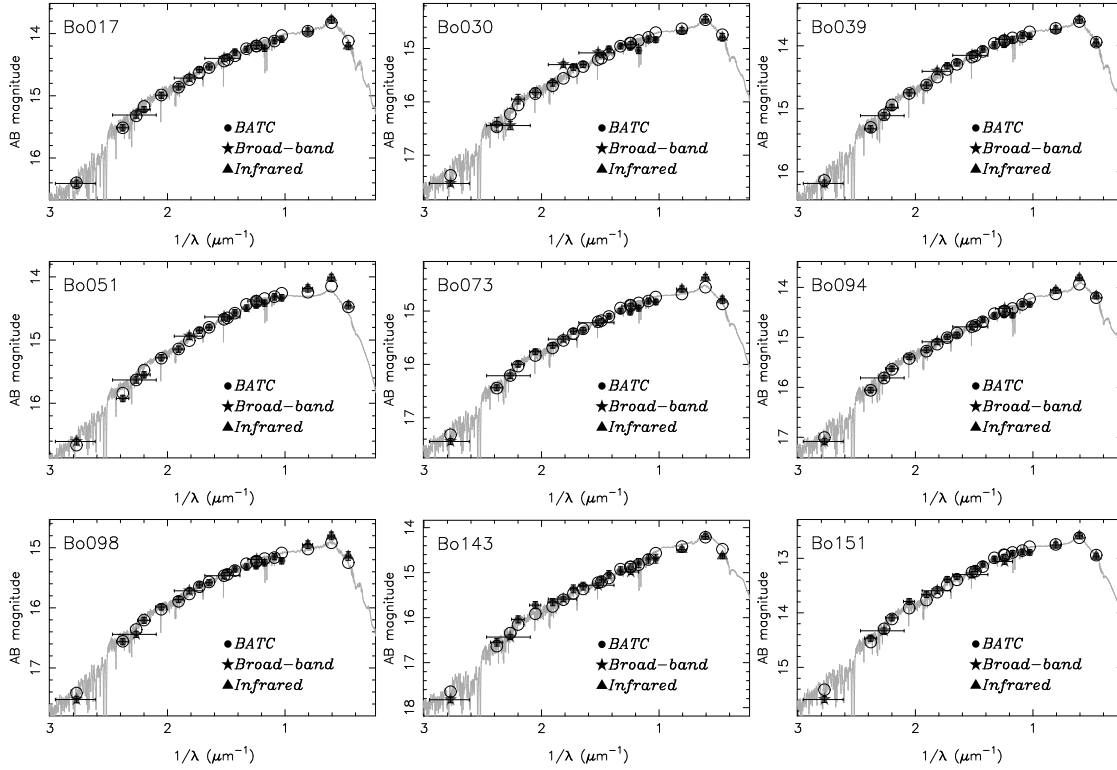 Bo017
AB magnitude
14
15
16
BATC
Broad-band
Infrared
3 2 1
1/λ (μm⁻¹)
Bo030
AB magnitude
15
16
17
BATC
Broad-band
Infrared
3 2 1
1/λ (μm⁻¹)
Bo039
AB magnitude
14
15
16
BATC
Broad-band
Infrared
3 2 1
1/λ (μm⁻¹)
Bo051
AB magnitude
14
15
16
BATC
Broad-band
Infrared
3 2 1
1/λ (μm⁻¹)
Bo073
AB magnitude
15
16
17
BATC
Broad-band
Infrared
3 2 1
1/λ (μm⁻¹)
Bo094
AB magnitude
14
15
16
17
BATC
Broad-band
Infrared
3 2 1
1/λ (μm⁻¹)
Bo098
AB magnitude
15
16
17
BATC
Broad-band
Infrared
3 2 1
1/λ (μm⁻¹)
Bo143
AB magnitude
14
15
16
17
18
BATC
Broad-band
Infrared
3 2 1
1/λ (μm⁻¹)
Bo151
AB magnitude
13
14
15
BATC
Broad-band
Infrared
3 2 1
1/λ (μm⁻¹)